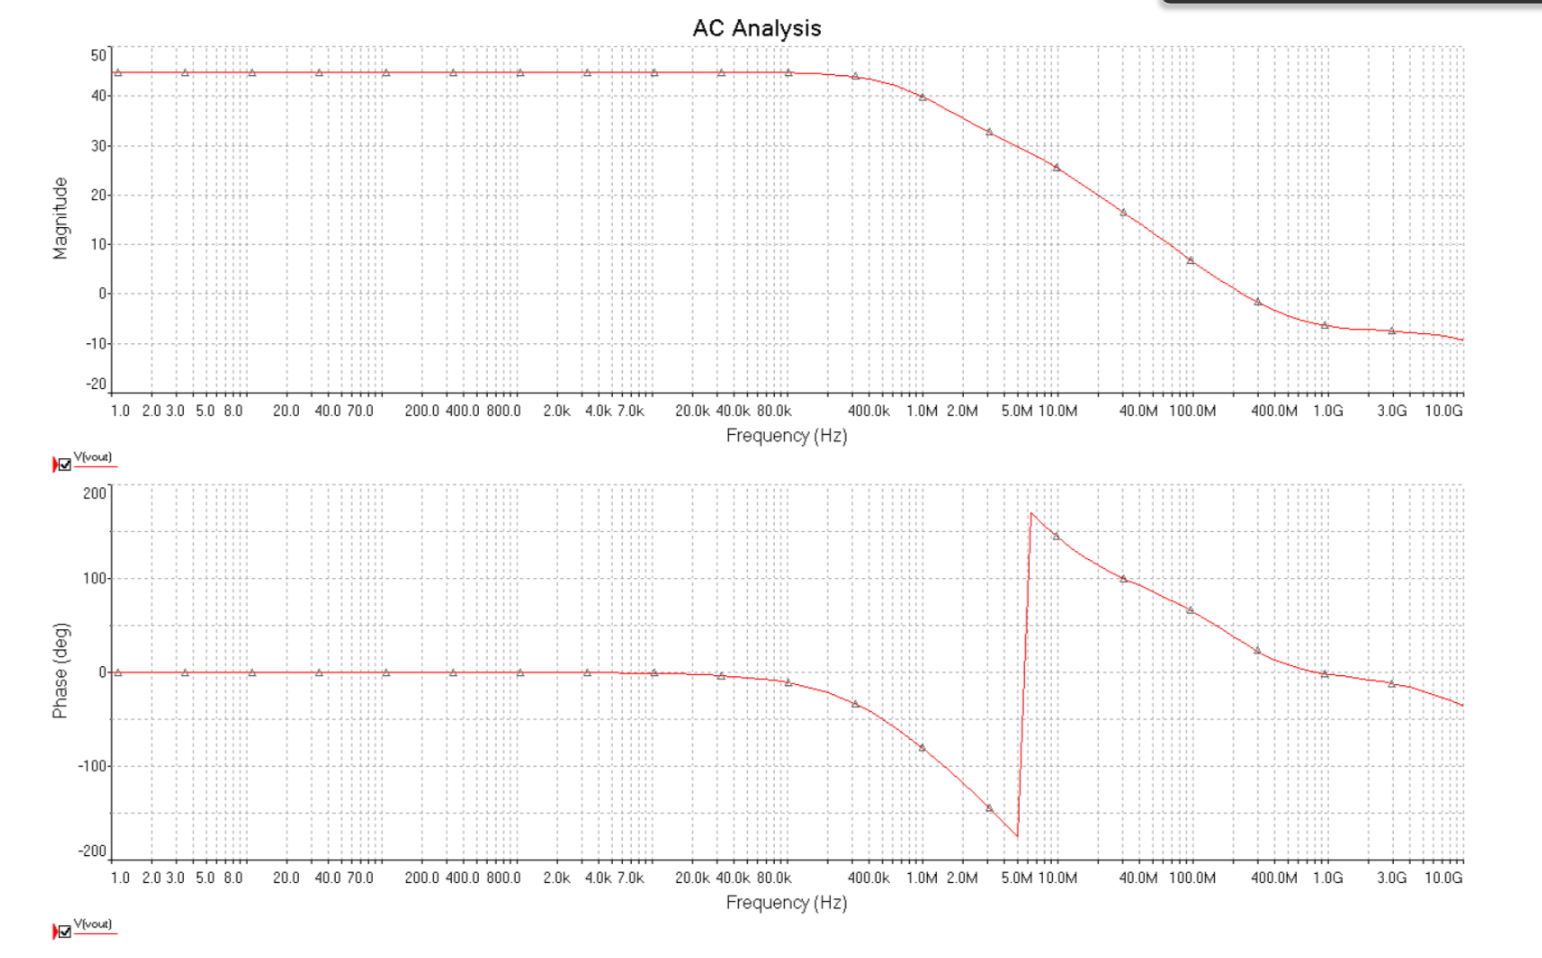 AC Analysis
50
40
30
20
10
0
-10
-20
Magnitude
1.0 2.0 3.0 5.0 8.0 20.0 40.0 70.0 200.0 400.0 800.0 2.0k 4.0k 7.0k 20.0k 40.0k 80.0k 400.0k 1.0M 2.0M 5.0M 10.0M 40.0M 100.0M 400.0M 1.0G 3.0G 10.0G
Frequency (Hz)
V(vout)
200
100
0
-100
-200
Phase (deg)
1.0 2.0 3.0 5.0 8.0 20.0 40.0 70.0 200.0 400.0 800.0 2.0k 4.0k 7.0k 20.0k 40.0k 80.0k 400.0k 1.0M 2.0M 5.0M 10.0M 40.0M 100.0M 400.0M 1.0G 3.0G 10.0G
Frequency (Hz)
V(vout)